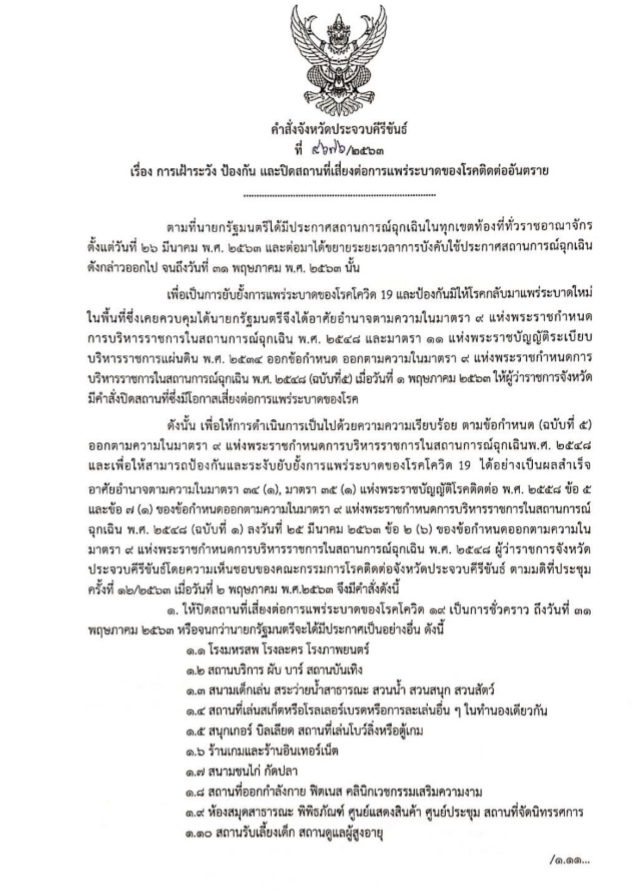 คำสั่งจังหวัดประจวบคีรีขันธ์
ที่ ๔๖๗๖/๒๕๖๓
เรื่อง การเฝ้าระวัง ป้องกัน และปิดสถานที่เสี่ยงต่อการแพร่ระบาดของโรคติดต่ออันตราย
ตามที่นายกรัฐมนตรีได้มีประกาศสถานการณ์ฉุกเฉินในทุกเขตท้องที่ทั่วราชอาณาจักร
ตั้งแต่วันที่ ๒๖ มีนาคม พ.ศ. ๒๕๖๓ และต่อมาได้ขยายระยะเวลาการบังคับใช้ประกาศสถานการณ์ฉุกเฉิน
ดังกล่าวออกไป จนถึงวันที่ ๓๑ พฤษภาคม พ.ศ. ๒๕๖๓ นั้น
เพื่อเป็นการยับยั้งการแพร่ระบาดของโรคโควิด 19 และป้องกันมิให้โรคกลับมาแพร่ระบาดใหม่
ในพื้นที่ซึ่งเคยควบคุมได้นายกรัฐมนตรีจึงได้อาศัยอำนาจตามความในมาตรา ๙ แห่งพระราชกำหนด
การบริหารราชการในสถานการณ์ฉุกเฉิน พ.ศ. ๒๕๔๘ และมาตรา ๑๑ แห่งพระราชบัญญัติระเบียบ
บริหารราชการแผ่นดิน พ.ศ. ๒๕๓๔ ออกข้อกำหนด ออกตามความในมาตรา ๙ แห่งพระราชกำหนดการ
บริหารราชการในสถานการณ์ฉุกเฉิน พ.ศ. ๒๕๔๘ (ฉบับที่๕) เมื่อวันที่ ๑ พฤษภาคม ๒๕๖๓ ให้ผู้ว่าราชการจังหวัด
มีคำสั่งปิดสถานที่ซึ่งมีโอกาสเสี่ยงต่อการแพร่ระบาดของโรค
ดังนั้น เพื่อให้การดำเนินการเป็นไปด้วยความความเรียบร้อย ตามข้อกำหนด (ฉบับที่ ๕)
ออกตามความในมาตรา ๙ แห่งพระราชกำหนดการบริหารราชการในสถานการณ์ฉุกเฉินพ.ศ. ๒๕๔๘
และเพื่อให้สามารถป้องกันและระงับยับยั้งการแพร่ระบาดของโรคโควิด 19 ได้อย่างเป็นผลสำเร็จ
อาศัยอำนาจตามความในมาตรา ๓๔ (๑), มาตรา ๓๕ (๑) แห่งพระราชบัญญัติโรคติดต่อ พ.ศ. ๒๕๕๘ ข้อ ๕
และข้อ ๗ (๑) ของข้อกำหนดออกตามความในมาตรา ๙ แห่งพระราชกำหนดการบริหารราชการในสถานการณ์
ฉุกเฉิน พ.ศ. ๒๕๔๘ (ฉบับที่ ๑) ลงวันที่ ๒๕ มีนาคม ๒๕๖๓ ข้อ ๒ (๖) ของข้อกำหนดออกตามความใน
มาตรา ๙ แห่งพระราชกำหนดการบริหารราชการในสถานการณ์ฉุกเฉิน พ.ศ. ๒๕๔๘ ผู้ว่าราชการจังหวัด
ประจวบคีรีขันธ์โดยความเห็นชอบของคณะกรรมการโรคติดต่อจังหวัดประจวบคีรีขันธ์ ตามมติที่ประชุม
ครั้งที่ ๑๒/๒๕๖๓ เมื่อวันที่ ๒ พฤษภาคม พ.ศ.๒๕๖๓ จึงมีคำสั่งดังนี้
๑. ให้ปิดสถานที่เสี่ยงต่อการแพร่ระบาดของโรคโควิด ๑๙ เป็นการชั่วคราว ถึงวันที่ ๓๑
พฤษภาคม ๒๕๖๓ หรือจนกว่านายกรัฐมนตรีจะได้มีประกาศเป็นอย่างอื่น ดังนี้
๑.๑ โรงมหรสพ โรงละคร โรงภาพยนตร์
๑.๒ สถานบริการ ผับ บาร์ สถานบันเทิง
๑.๓ สนามเด็กเล่น สระว่ายน้ำสาธารณะ สวนน้ำ สวนสนุก สวนสัตว์
๑.๔ สถานที่เล่นสเก็ตหรือโรลเลอร์เบรดหรือการละเล่นอื่น ๆ ในทำนองเดียวกัน
๑.๕ สนุกเกอร์ บิลเลียด สถานที่เล่นโบว์ลิ่งหรือตู้เกม
๑.๖ ร้านเกมและร้านอินเทอร์เน็ต
๑.๗ สนามชนไก่ กัดปลา
๑.๘ สถานที่ออกกำลังกาย ฟิตเนส คลินิกเวชกรรมเสริมความงาม
๑.๙ ห้องสมุดสาธารณะ พิพิธภัณฑ์ ศูนย์แสดงสินค้า ศูนย์ประชุม สถานที่จัดนิทรรศการ
๑.๑๐ สถานรับเลี้ยงเด็ก สถานดูแลผู้สูงอายุ
/๑.๑๑...